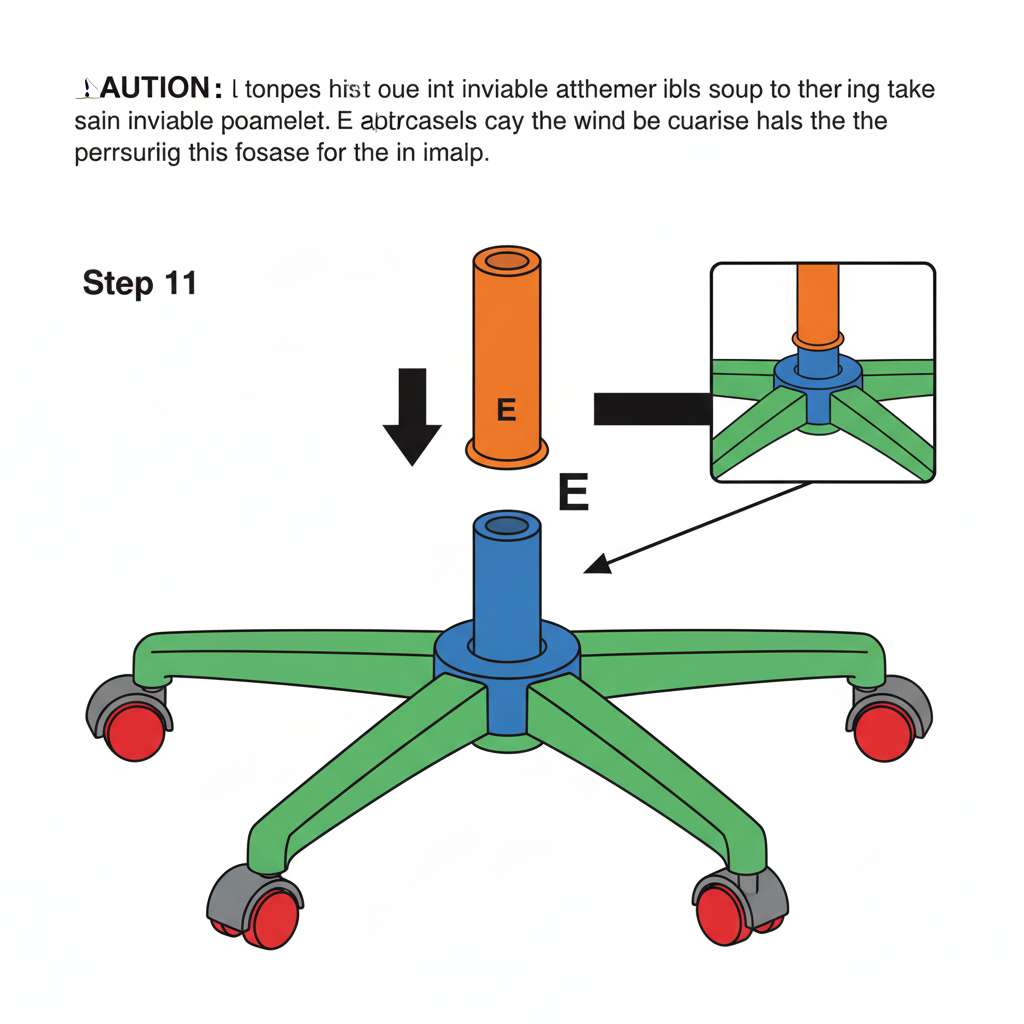 AUTION: l tonpes hist oue int inviable atthemer ibls soup to ther ing take
sain inviable poamelet. E abtrcasels cay the wind be cuarise hals the the
perrsuriig this fosase for the in imalp.
Step 11
E
E